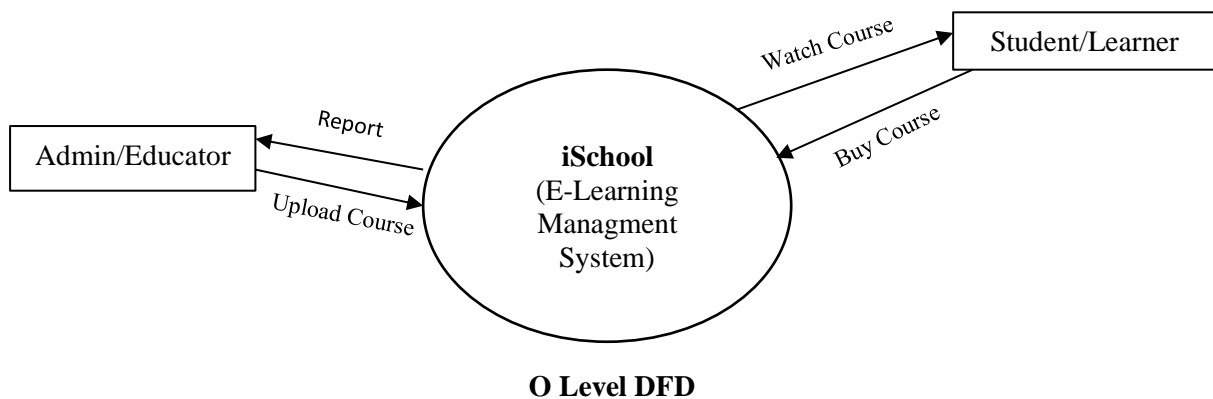 Watch Course
Student/Learner
Report
Buy Course
Admin/Educator
iSchool
(E-Learning
Managment
System)
Upload Course
O Level DFD